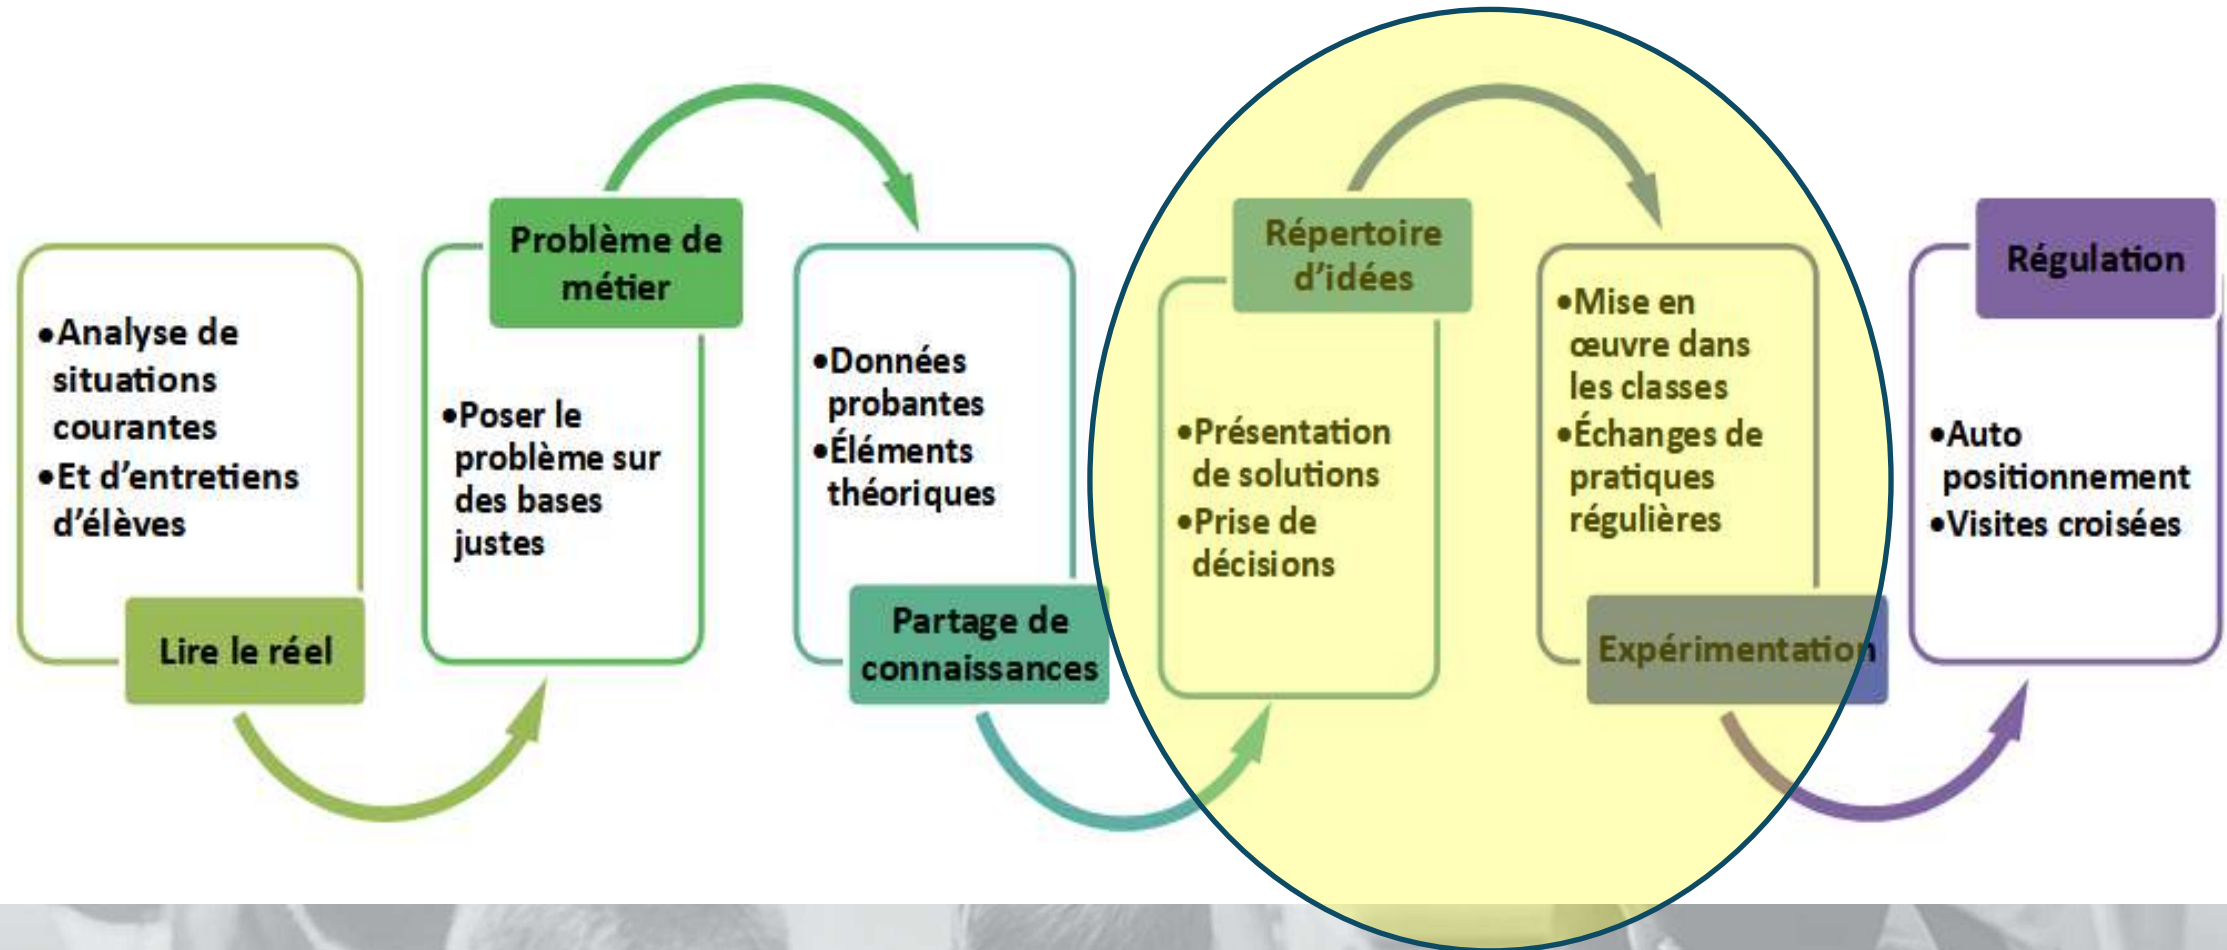 •Analyse de
situations
courantes
•Et d’entretiens
d’élèves
Lire le réel
Problème de
métier
•Poser le
problème sur
des bases
justes
•Données
probantes
•Éléments
théoriques
Partage de
connaissances
Répertoire
d’idées
•Présentation
de solutions
•Prise de
décisions
•Mise en
œuvre dans
les classes
•Échanges de
pratiques
régulières
Expérimentation
Régulation
•Auto
positionnement
•Visites croisées